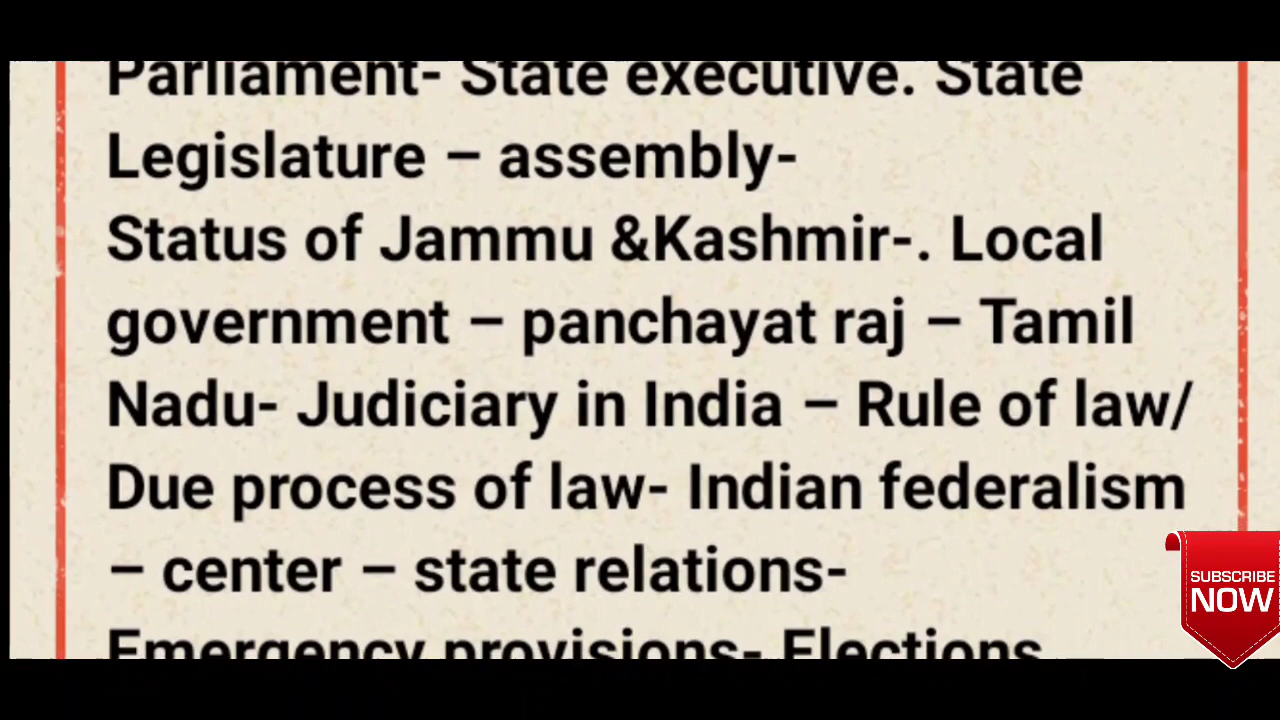 Parliament- State executive. State
Legislature – assembly-
Status of Jammu &Kashmir-. Local
government – panchayat raj – Tamil
Nadu- Judiciary in India – Rule of law/
Due process of law- Indian federalism
– center – state relations-
Emergency provisions- Elections
SUBSCRIBE
NOW